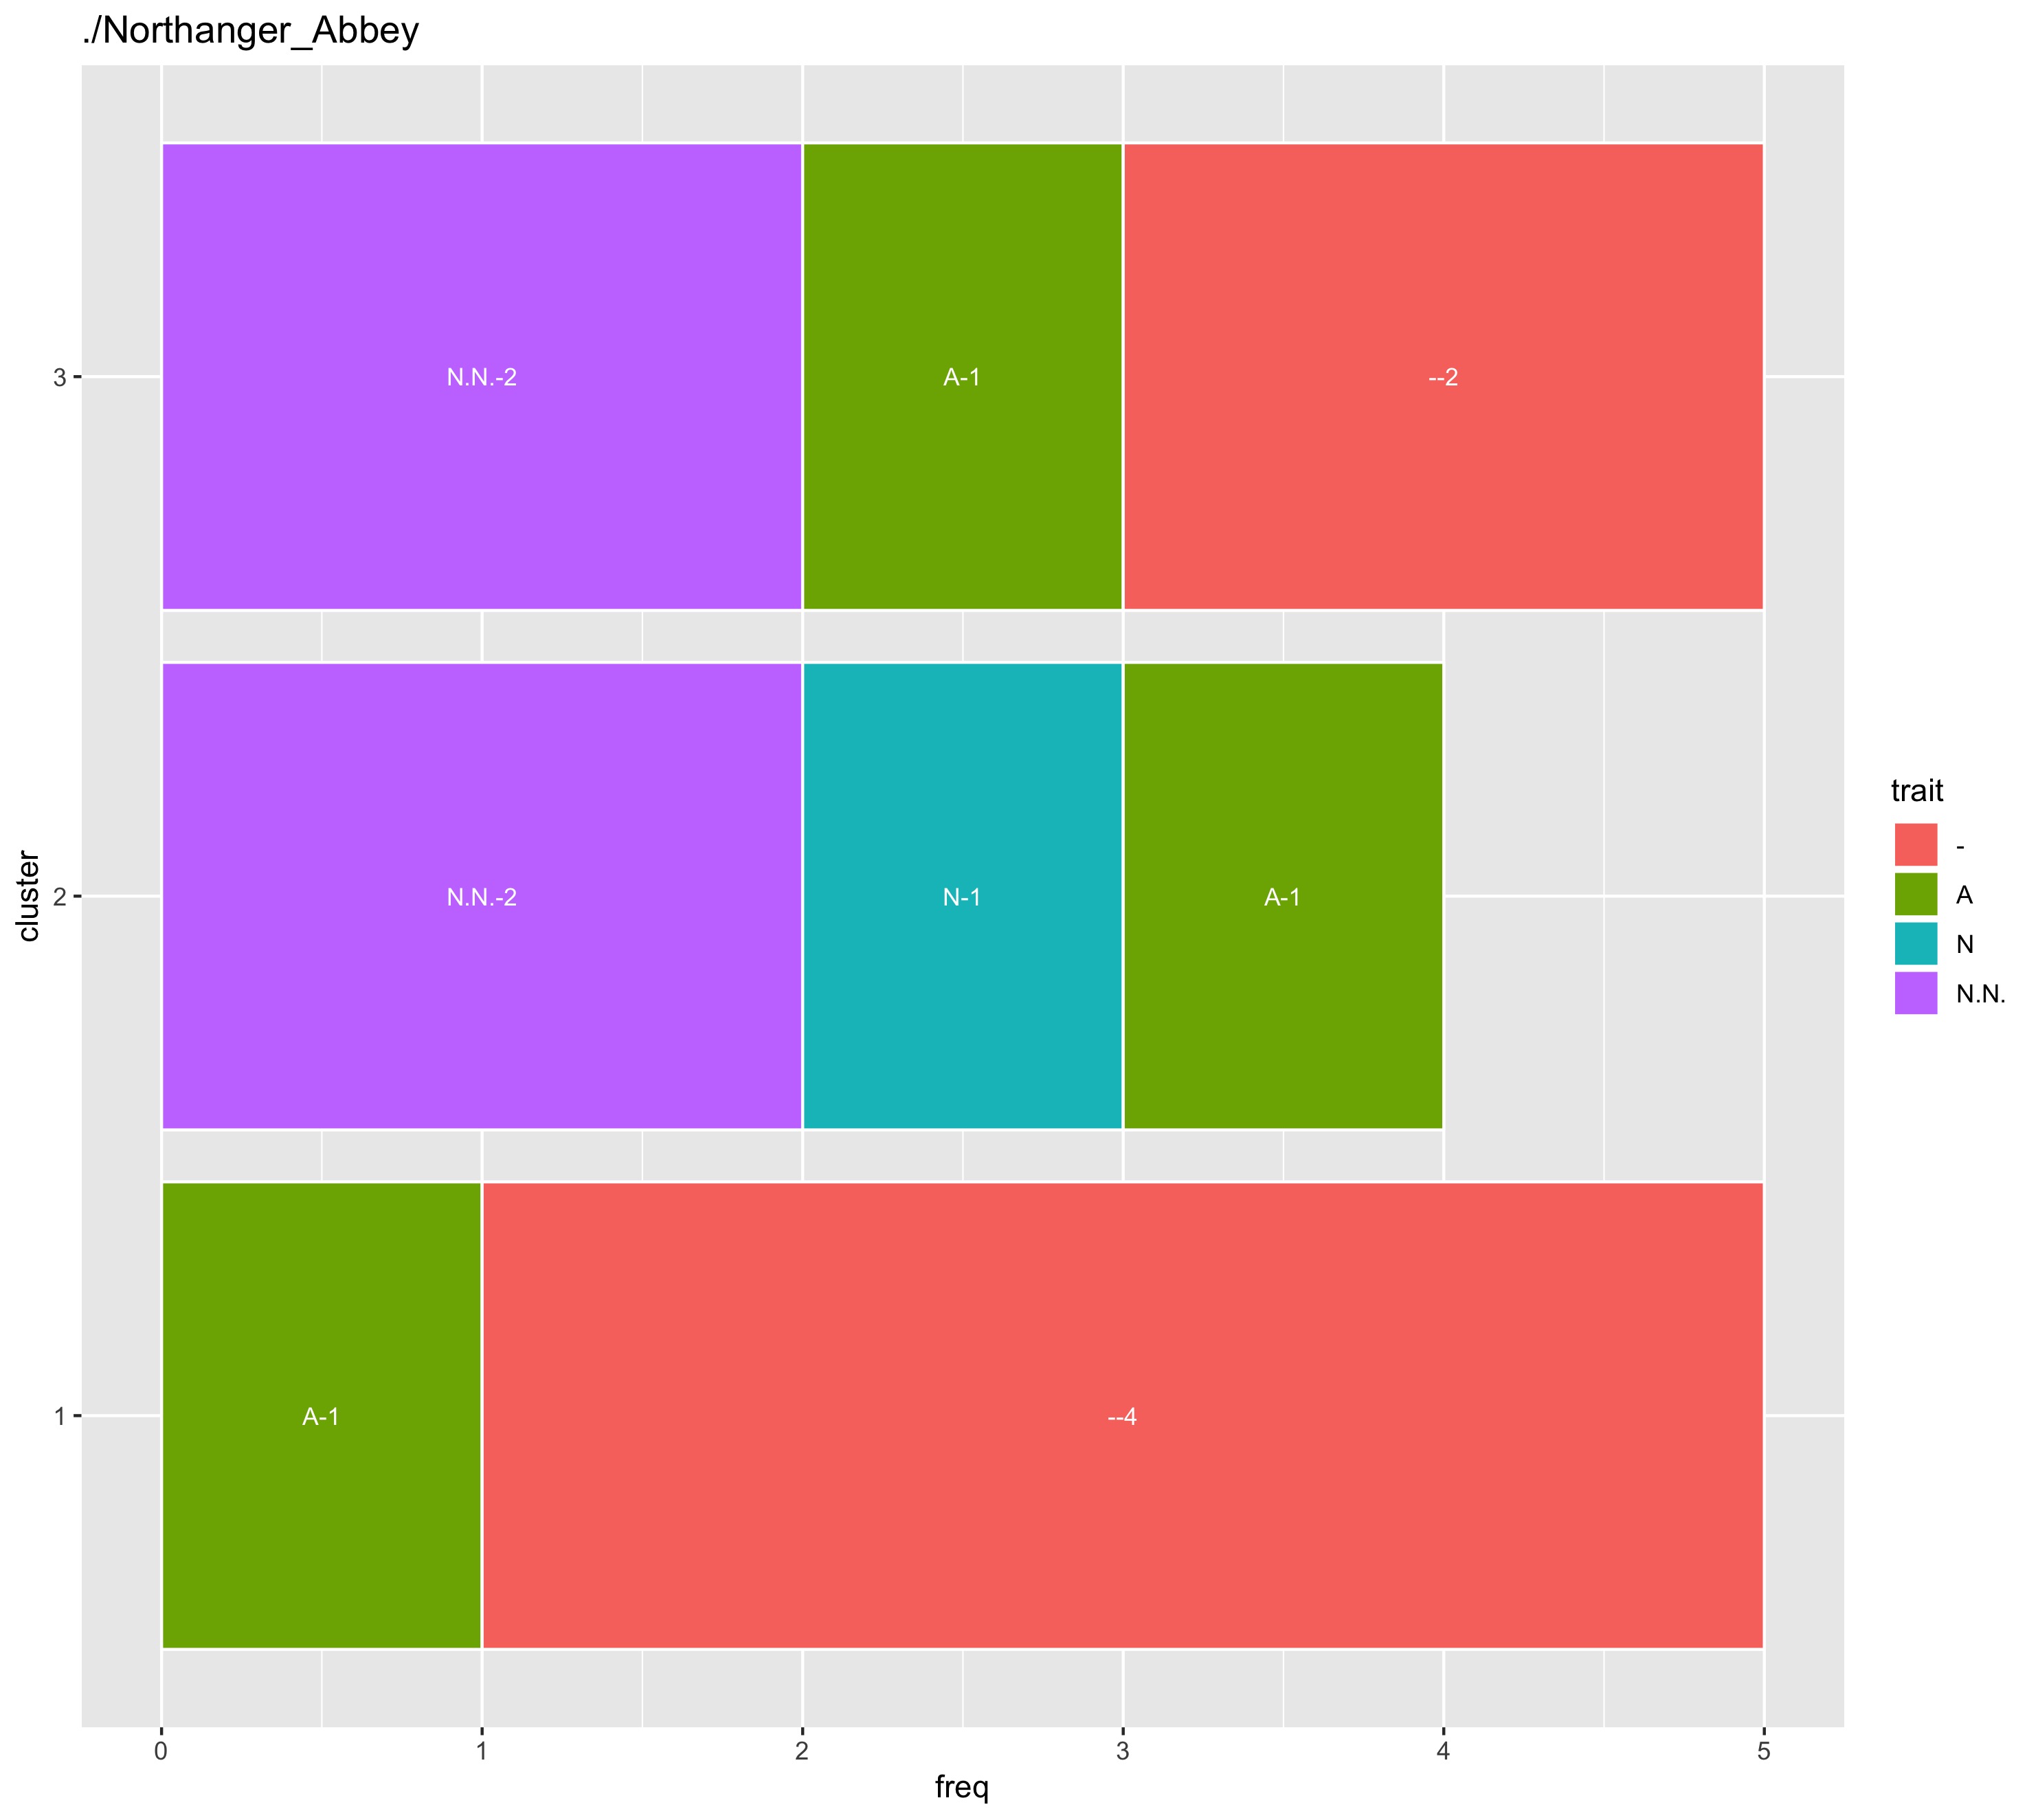 ./Northanger_Abbey
3
N.N.-2
A-1
--2
2
N.N.-2
N-1
A-1
1
A-1
--4
cluster
0
1
2
3
4
5
freq
trait
-
A
N
N.N.